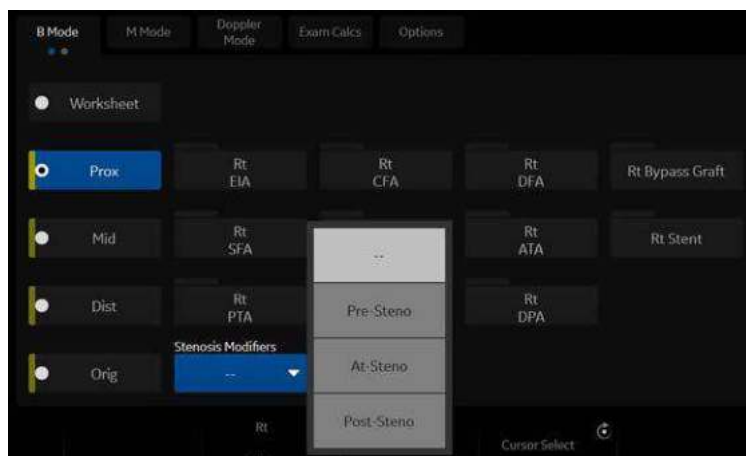 B Mode
M Mode
Doppler
Mode
Exam Calcs
Options
Worksheet
Prox
Rt
EIA
Rt
CFA
Rt
DFA
Rt Bypass Graft
Mid
Rt
SFA
Rt
ATA
Rt Stent
Dist
Rt
PTA
Rt
DPA
Orig
Stenosis Modifiers
--
--
Pre-Steno
At-Steno
Post-Steno
Rt
Cursor Select